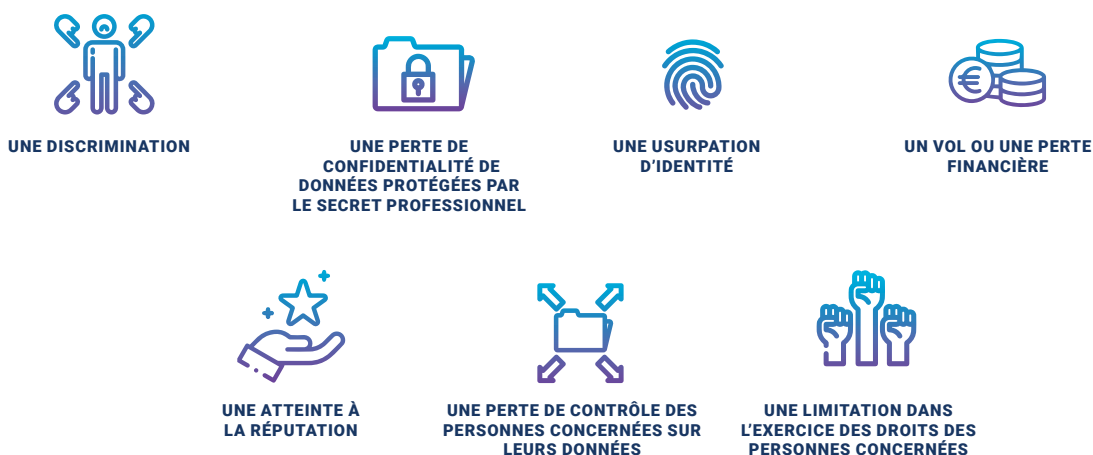 UNE DISCRIMINATION
UNE PERTE DE
CONFIDENTIALITÉ DE
DONNÉES PROTÉGÉES PAR
LE SECRET PROFESSIONNEL
UNE USURPATION
D'IDENTITÉ
UN VOL OU UNE PERTE
FINANCIÈRE
UNE ATTEINTE À
LA RÉPUTATION
UNE PERTE DE CONTRÔLE DES
PERSONNES CONCERNÉES SUR
LEURS DONNÉES
UNE LIMITATION DANS
L'EXERCICE DES DROITS DES
PERSONNES CONCERNÉES